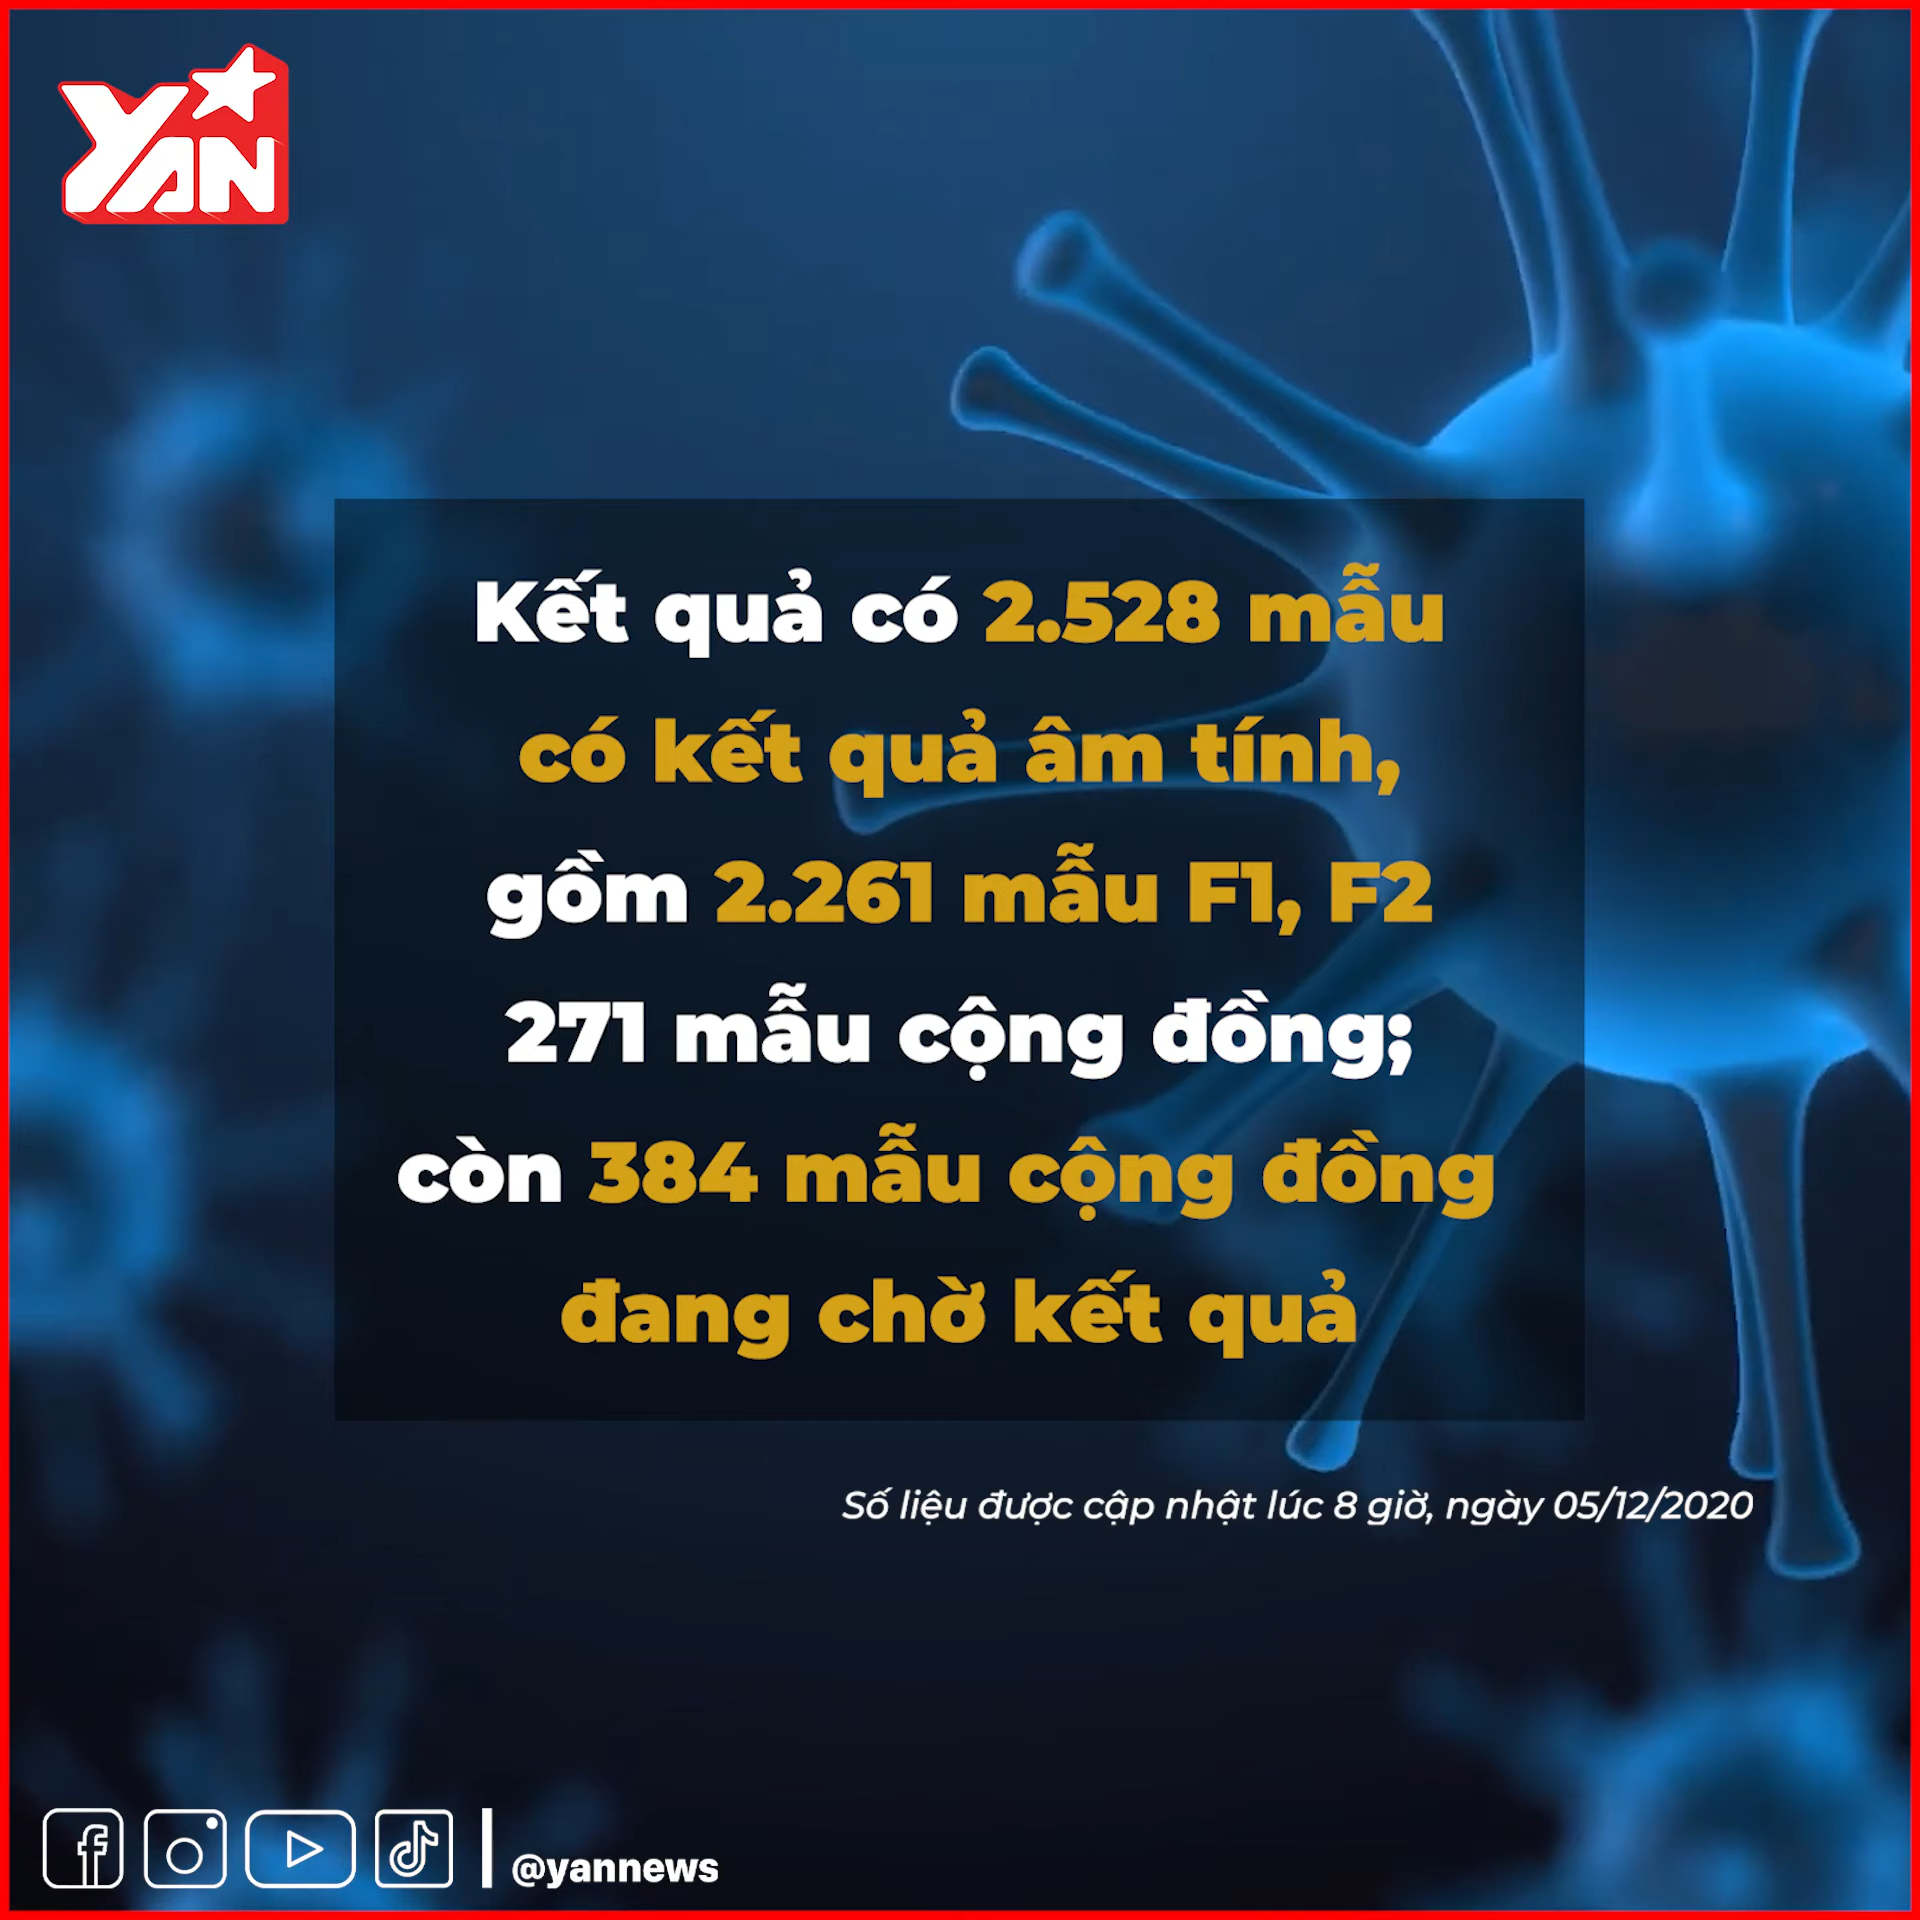 YAN
Kết quả có 2.528 mẫu
có kết quả âm tính,
gồm 2.261 mẫu F1, F2
271 mẫu cộng đồng;
còn 384 mẫu cộng đồng
đang chờ kết quả
Số liệu được cập nhật lúc 8 giờ, ngày 05/12/2020
@yannews